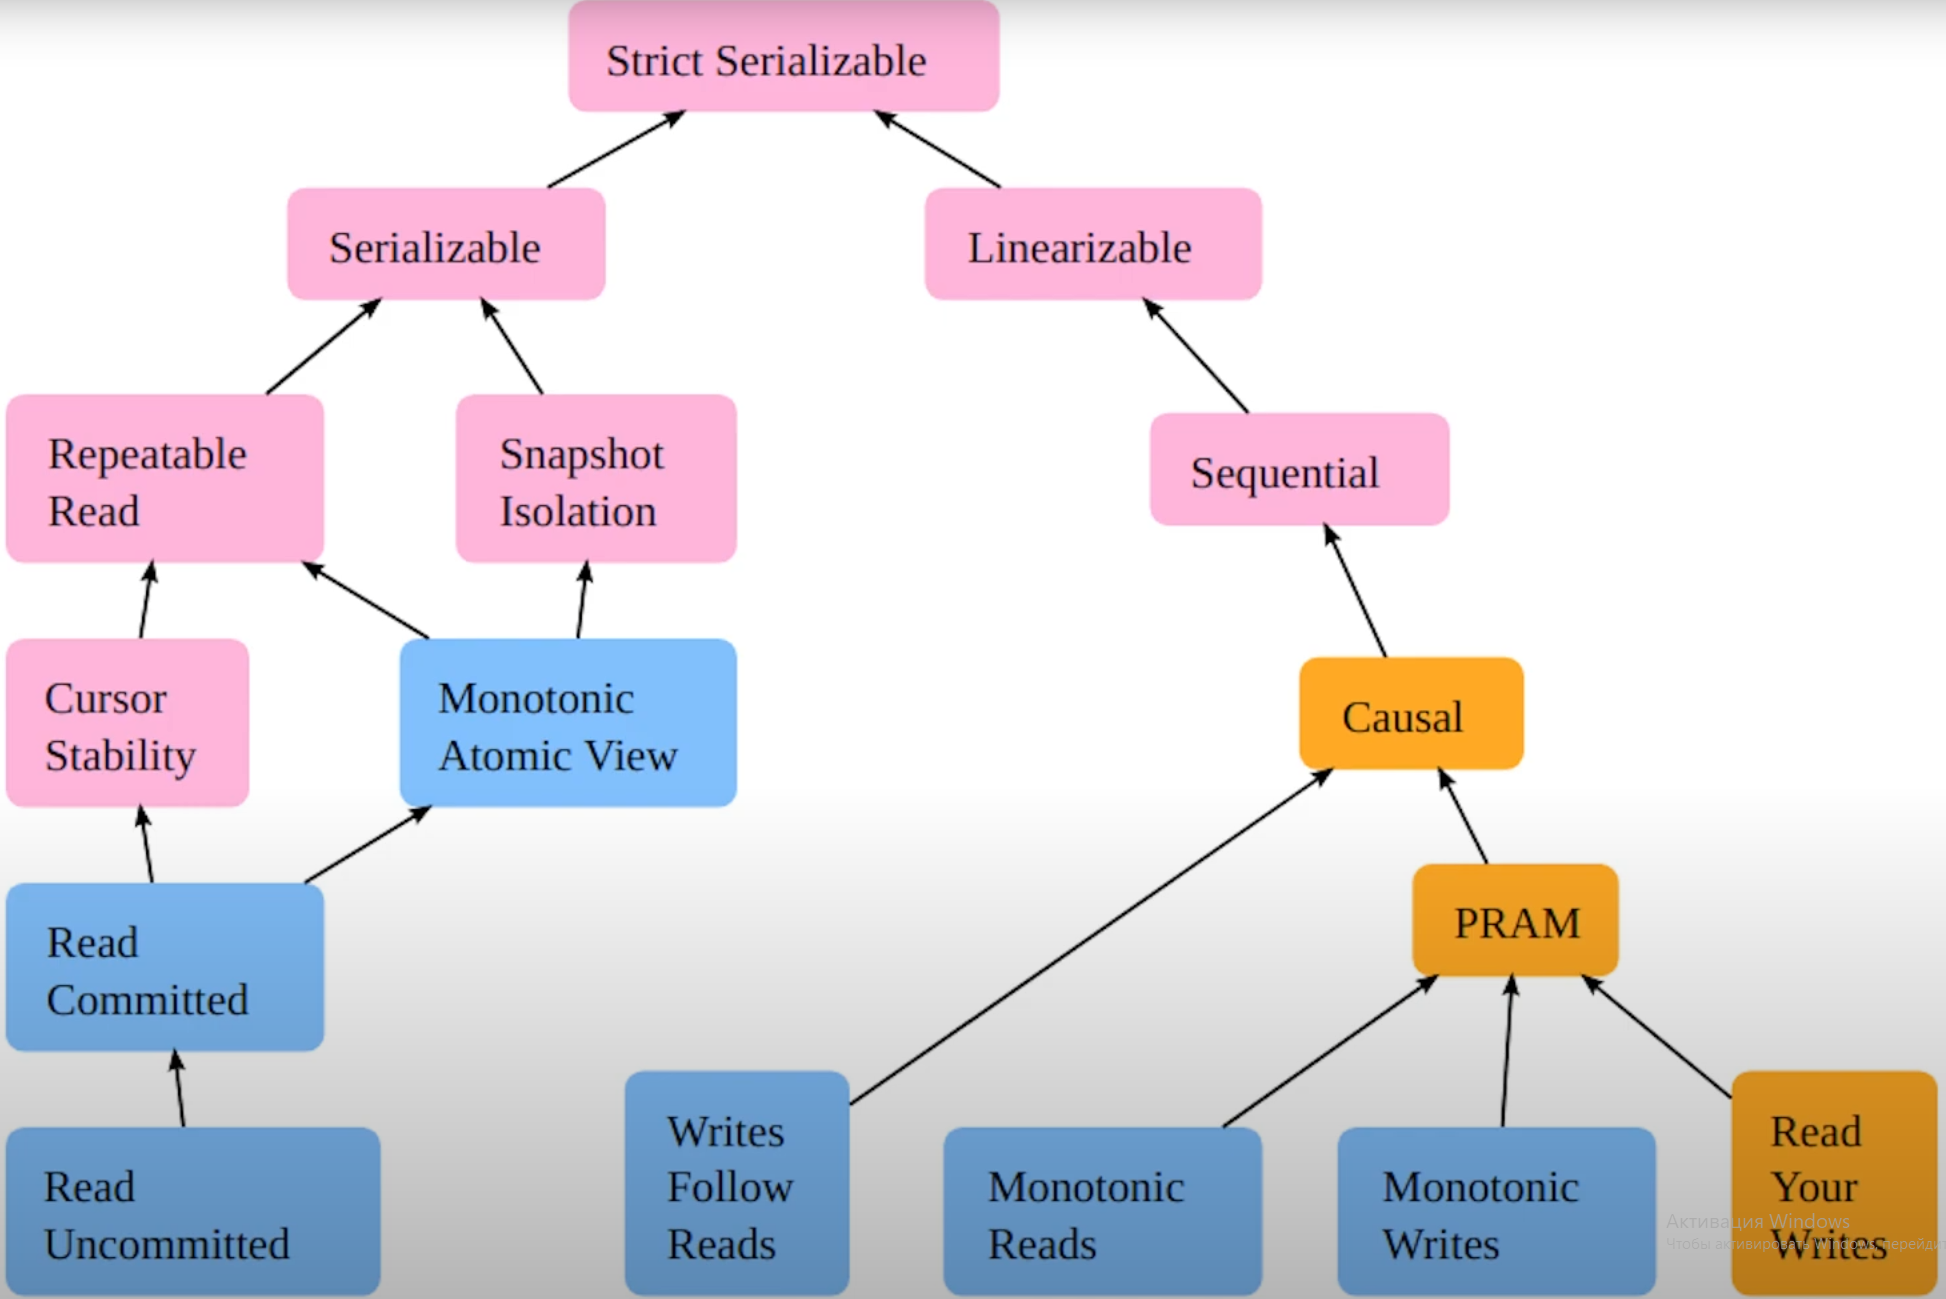 Strict Serializable
Serializable
Linearizable
Repeatable
Read
Snapshot
Isolation
Sequential
Cursor
Stability
Monotonic
Atomic View
Causal
Read
Committed
PRAM
Read
Uncommitted
Writes
Follow
Reads
Monotonic
Reads
Monotonic
Writes
Read
Your
Writes
Активация Windows
Чтобы активировать Windows, перейди